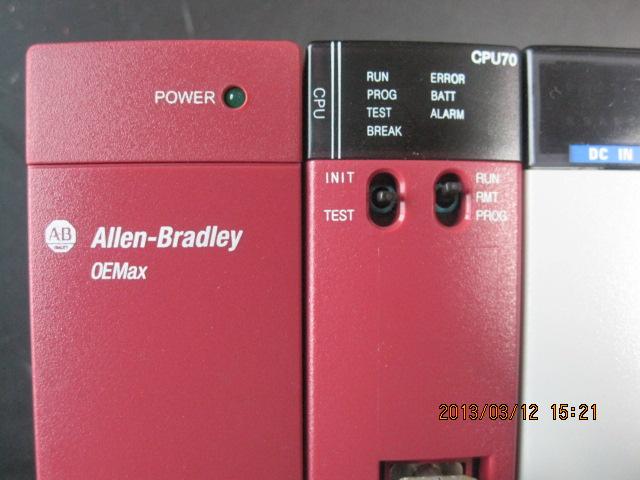 POWER
AB
Allen-Bradley
OEMax
CPU70
CPU
RUN ERROR
PROG BATT
TEST ALARM
BREAK
INIT RUN
RMT
TEST PROG
DC IN
2013/03/12 15:21